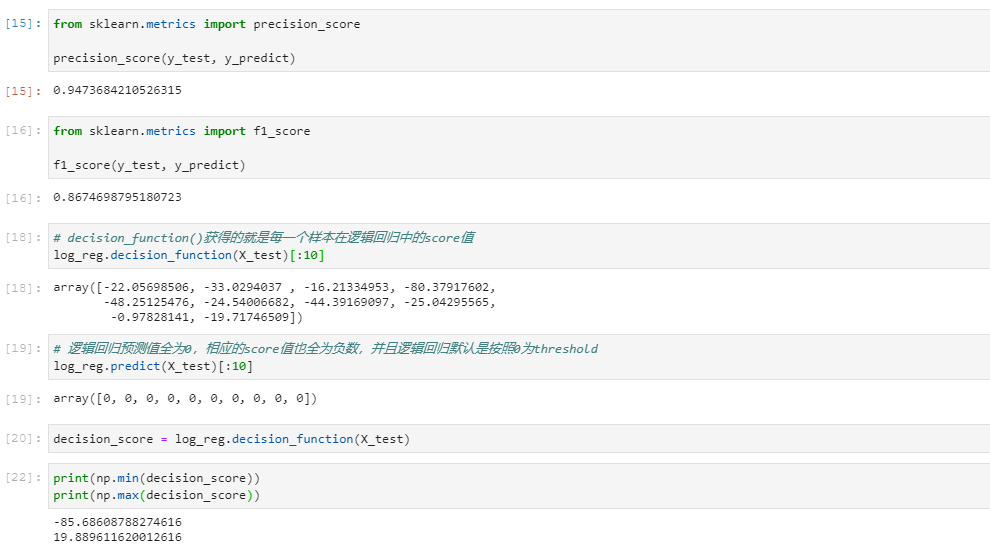 [15]: from sklearn.metrics import precision_score
precision_score(y_test, y_predict)
[15]: 0.9473684210526315
[16]: from sklearn.metrics import f1_score
f1_score(y_test, y_predict)
[16]: 0.8674698795180723
[18]: # decision_function()获得的就是每一个样本在逻辑回归中的score值
log_reg.decision_function(X_test)[:10]
[18]: array([-22.05698506, -33.0294037 , -16.21334953, -80.37917602,
-48.25125476, -24.54006682, -44.39169097, -25.04295565,
-0.97828141, -19.71746509])
[19]: # 逻辑回归预测值全为0，相应的score值也全为负数，并且逻辑回归默认是按照0为threshold
log_reg.predict(X_test)[:10]
[19]: array([0, 0, 0, 0, 0, 0, 0, 0, 0, 0])
[20]: decision_score = log_reg.decision_function(X_test)
[22]: print(np.min(decision_score))
print(np.max(decision_score))
-85.68608788274616
19.889611620012616